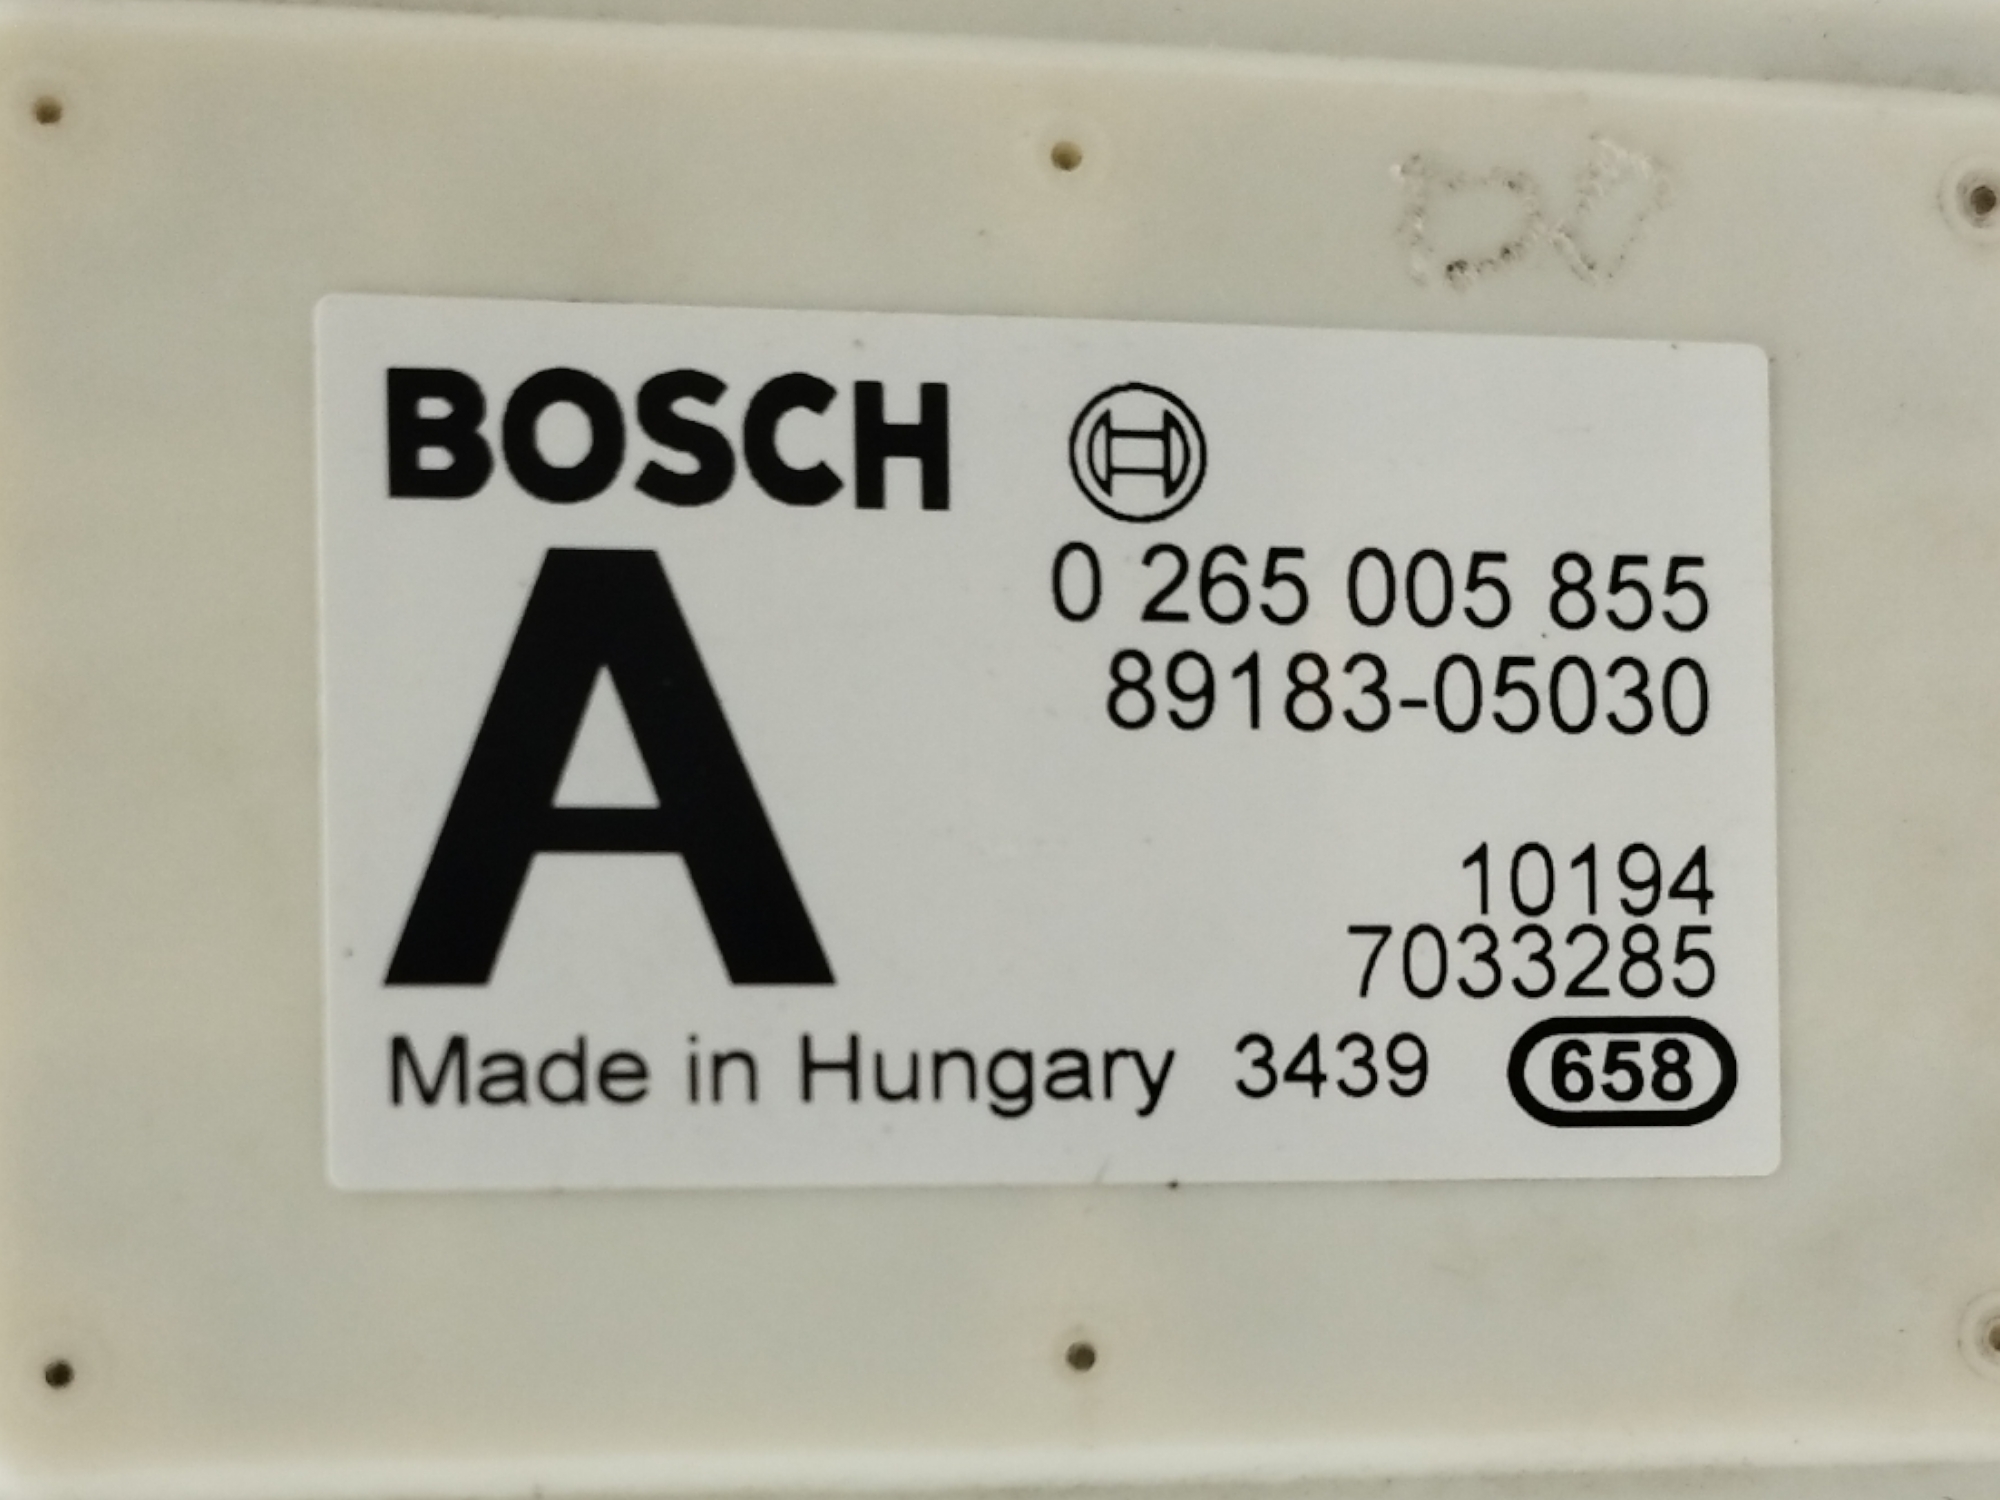 BOSCH
A
0 265 005 855
89183-05030
10194
7033285
Made in Hungary 3439 658